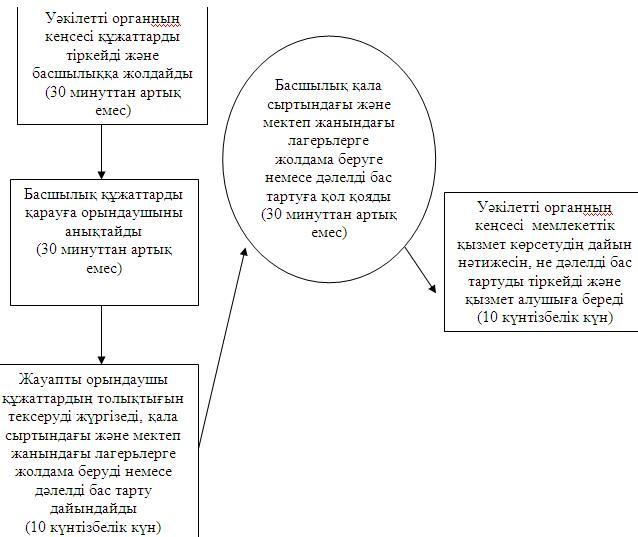 Уәкілетті органның
кеңсесі құжаттарды
тіркейді және
басшылыққа жолдайды
(30 минуттан артық
емес)
Басшылық құжаттарды
қарауға орындаушыны
анықтайды
(30 минуттан артық
емес)
Жауапты орындаушы
құжаттардың толықтығын
тексеруді жүргізеді, қала
сыртындағы және мектеп
жанындағы лагерьлерге
жолдама беруді немесе
дәлелді бас тарту
дайындайды
(10 күнтізбелік күн)
Басшылық қала
сыртындағы және
мектеп жанындағы
лагерьлерге
жолдама беруге
немесе дәлелді бас
тартуға қол қояды
(30 минуттан артық
емес)
Уәкілетті органның
кеңсесі мемлекеттік
қызмет көрсетудің дайын
нәтижесін, не дәлелді бас
тартуды тіркейді және
қызмет алушыға береді
(10 күнтізбелік күн)